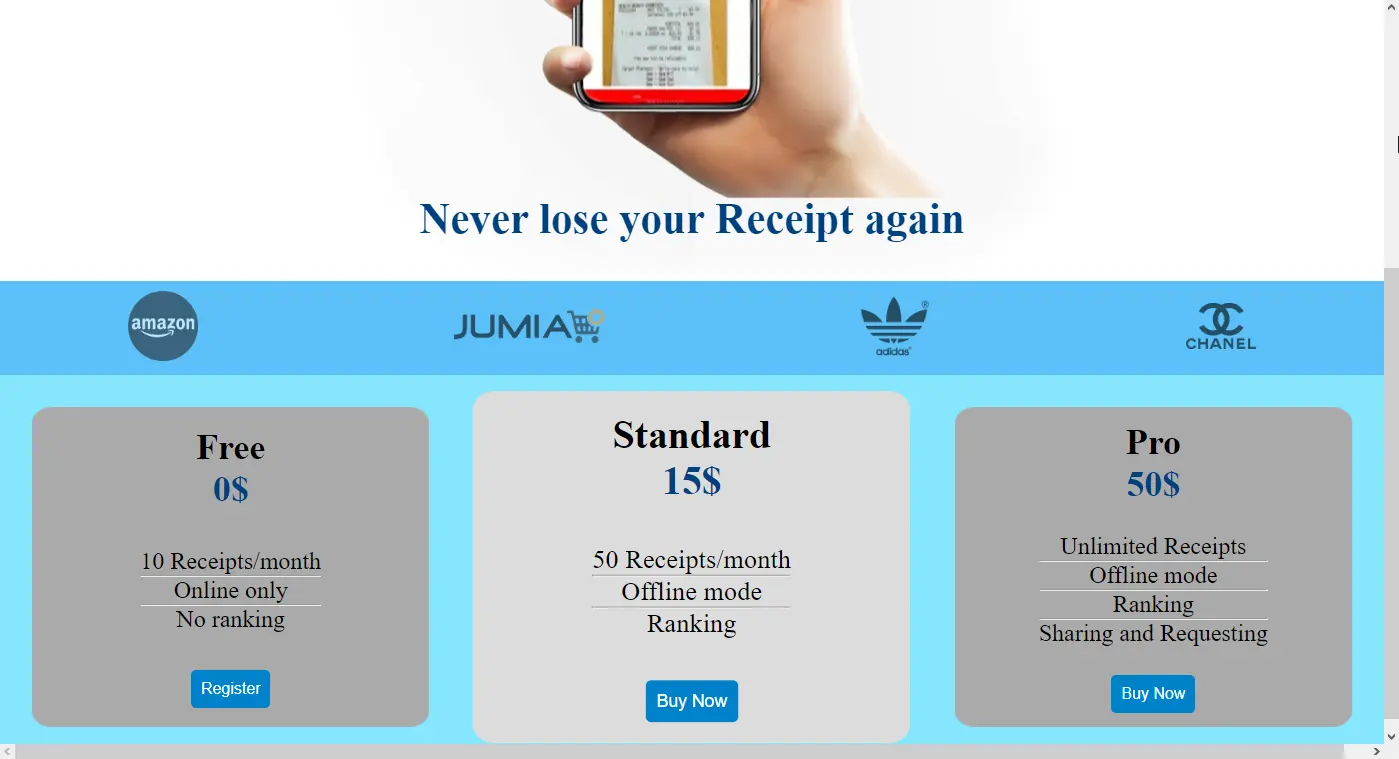 Never lose your Receipt again
amazon
JUMIA
adidas
®
CHANEL
Free
0$
10 Receipts/month
Online only
No ranking
Register
Standard
15$
50 Receipts/month
Offline mode
Ranking
Buy Now
Pro
50$
Unlimited Receipts
Offline mode
Ranking
Sharing and Requesting
Buy Now